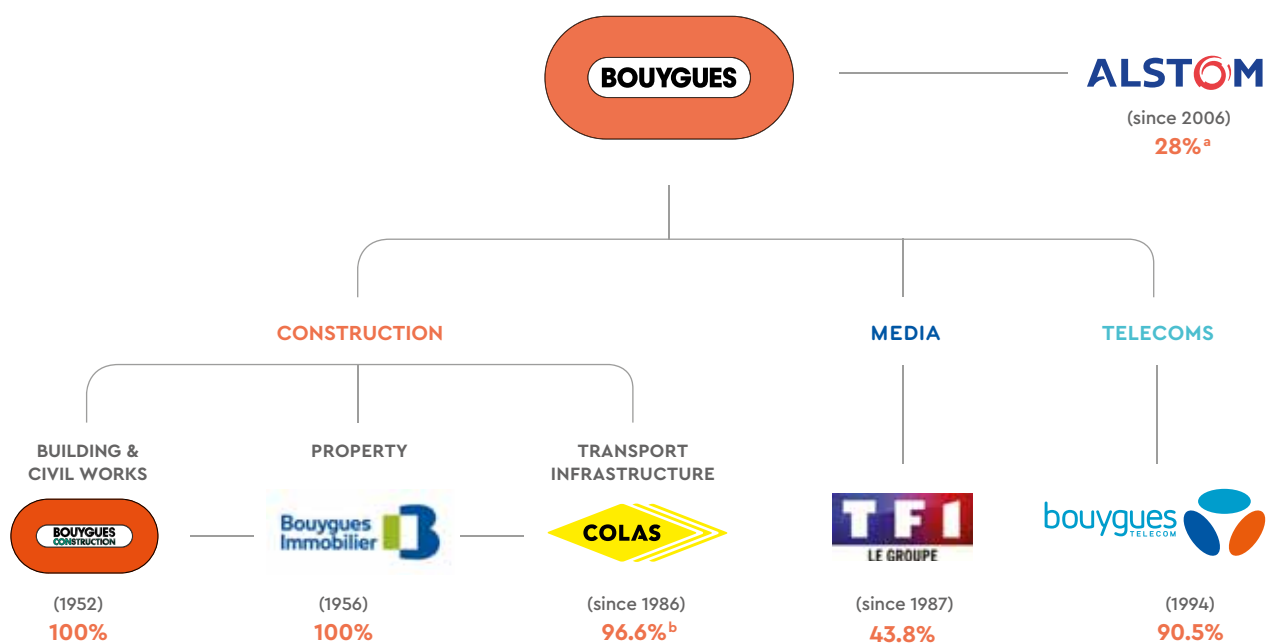 BOUYGUES
ALSTOM
(since 2006)
28% a
CONSTRUCTION
MEDIA
TELECOMS
BUILDING &
CIVIL WORKS
PROPERTY
TRANSPORT
INFRASTRUCTURE
BOUYGUES
CONSTRUCTION
Bouygues
Immobilier
COLAS
TF1
LE GROUPE
bouygues
TELECOM
(1952)
100%
(1956)
100%
(since 1986)
96.6% b
(since 1987)
43.8%
(1994)
90.5%